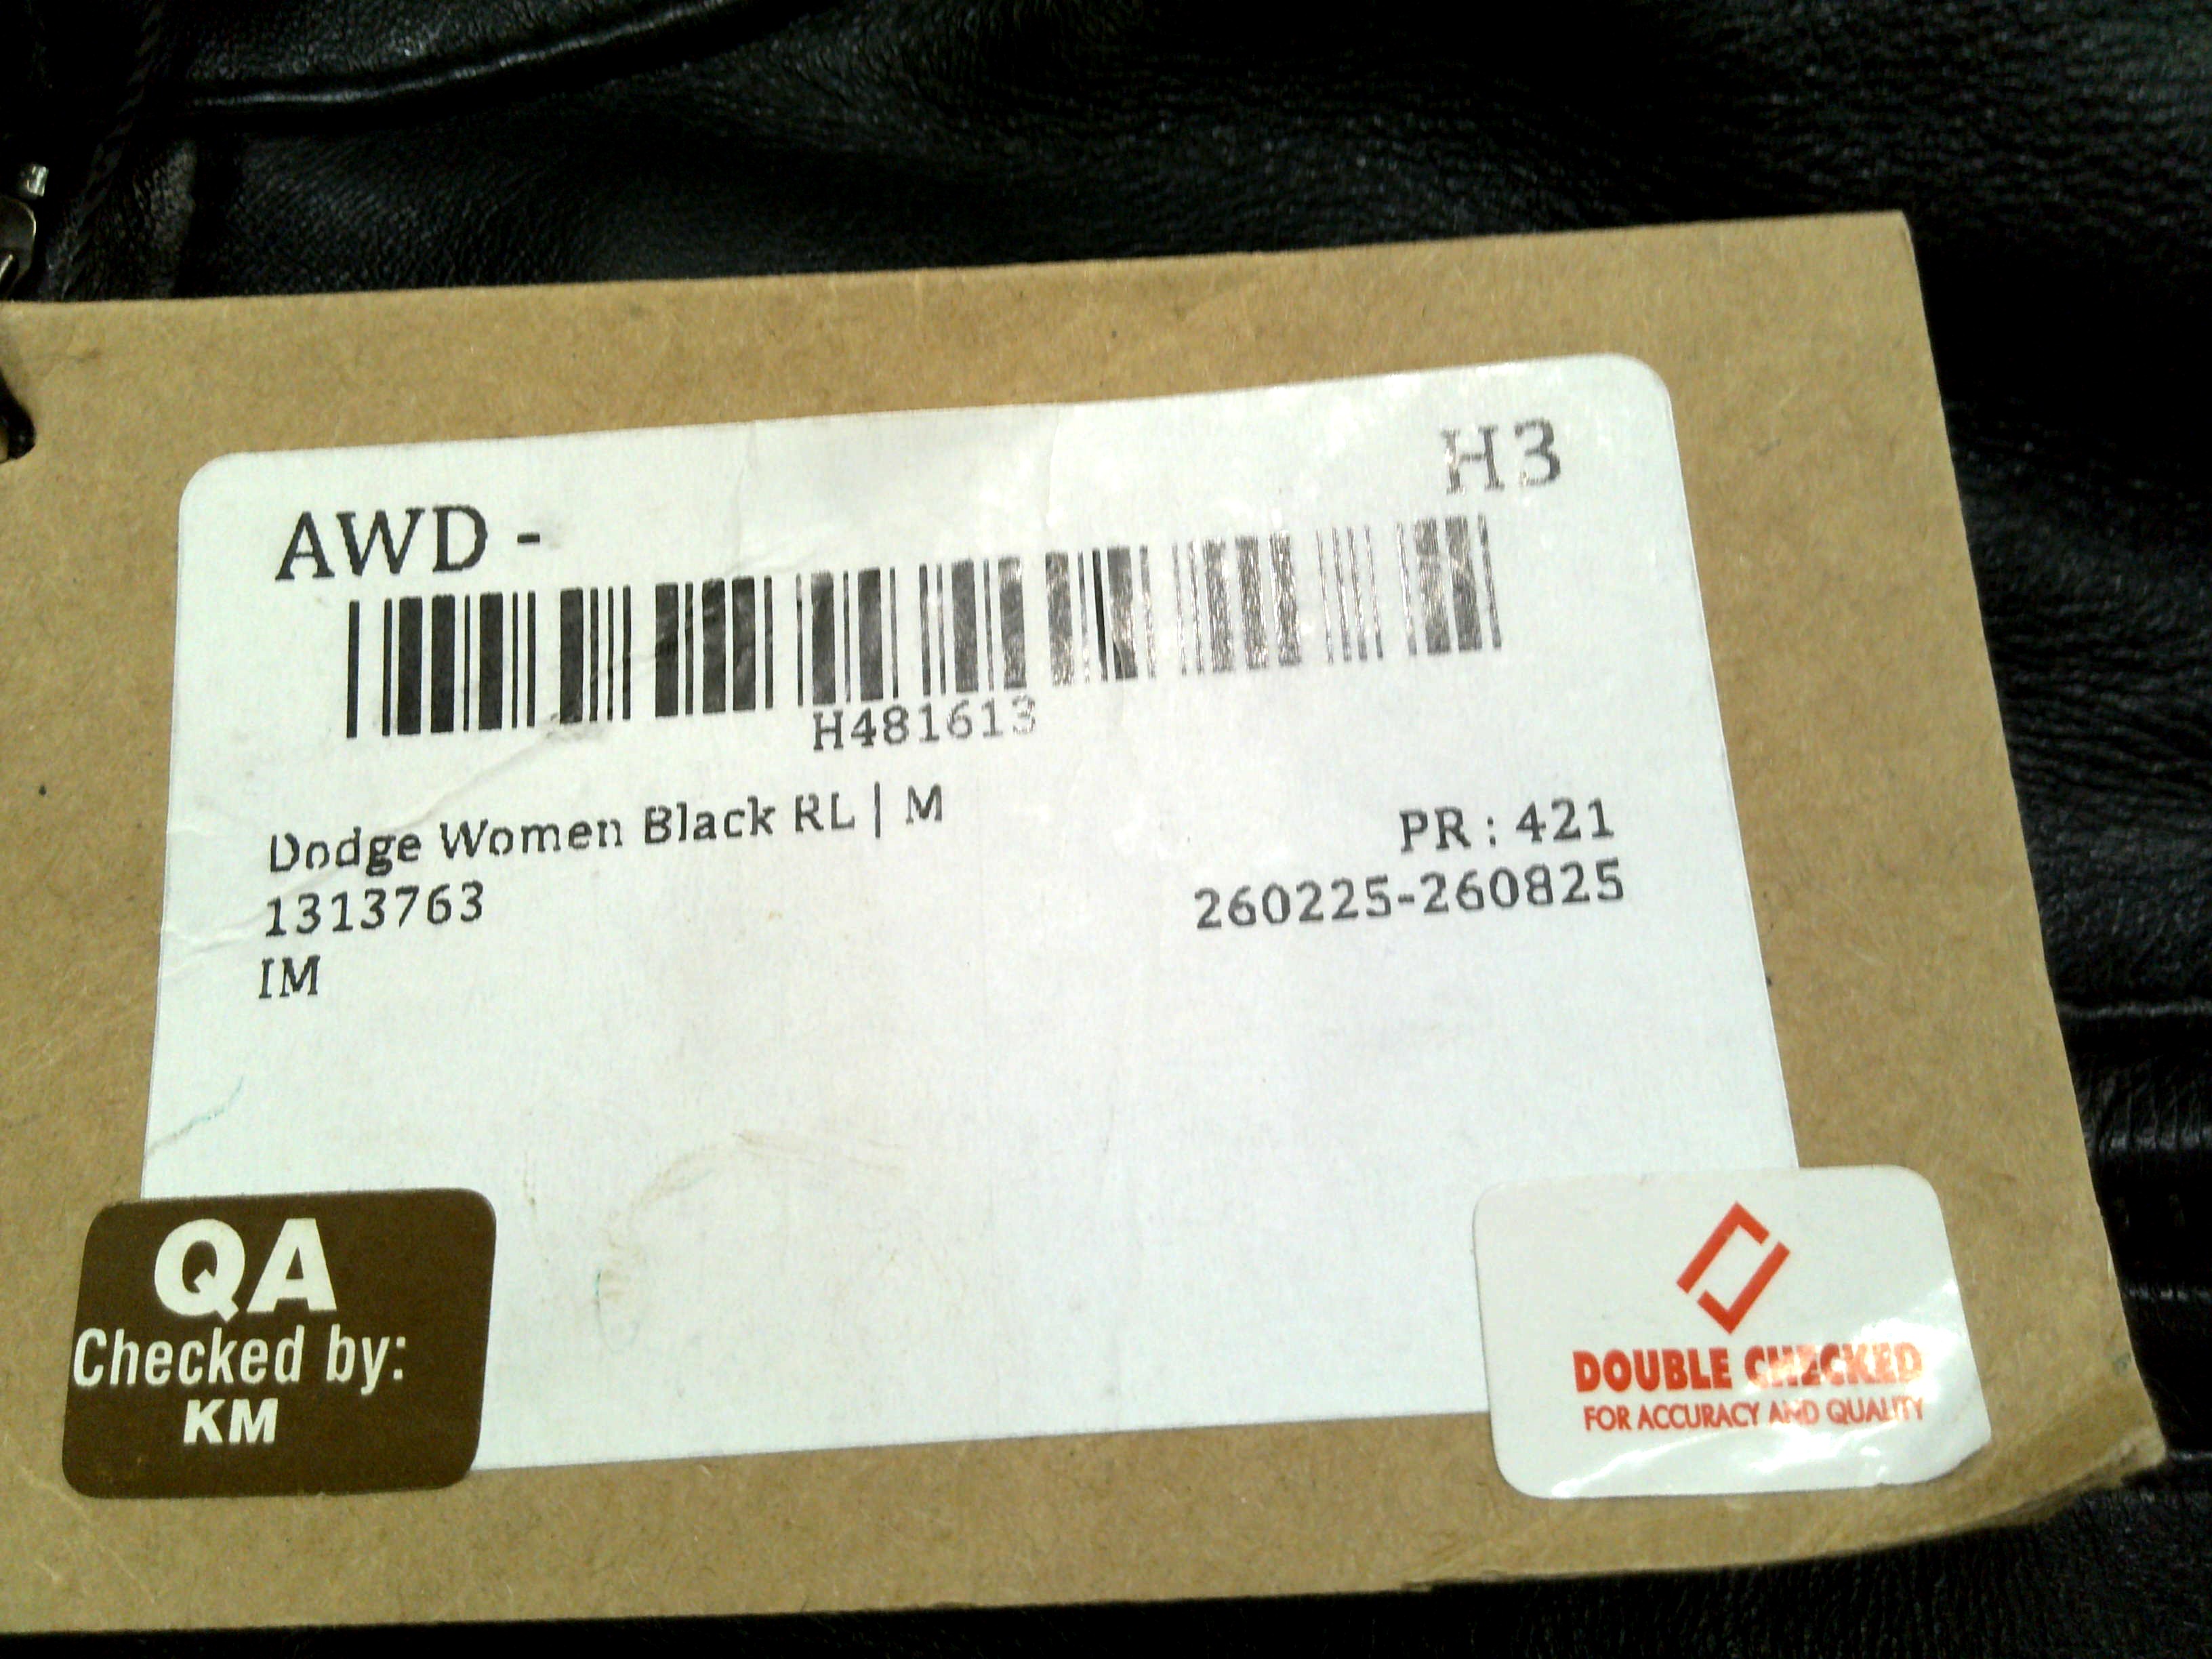 AWD - H3
H481613
Dodge Women Black RL | M
1313763
IM
PR : 421
260225-260825
QA
Checked by:
KM
DOUBLE CHECKED
FOR ACCURACY AND QUALITY